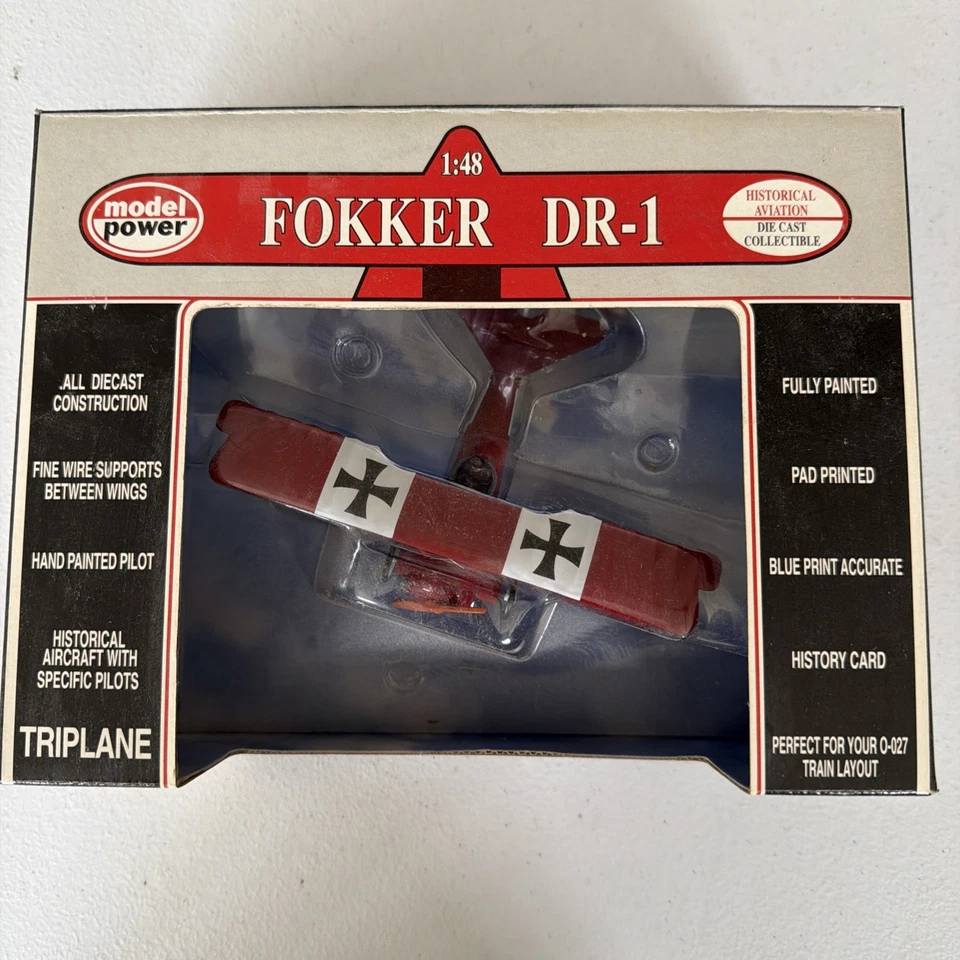 1:48
model
power
FOKKER DR-1
HISTORICAL
AVIATION
DIE CAST
COLLECTIBLE
.ALL DIECAST
CONSTRUCTION
FINE WIRE SUPPORTS
BETWEEN WINGS
HAND PAINTED PILOT
HISTORICAL
AIRCRAFT WITH
SPECIFIC PILOTS
TRIPLANE
FULLY PAINTED
PAD PRINTED
BLUE PRINT ACCURATE
HISTORY CARD
PERFECT FOR YOUR O-027
TRAIN LAYOUT